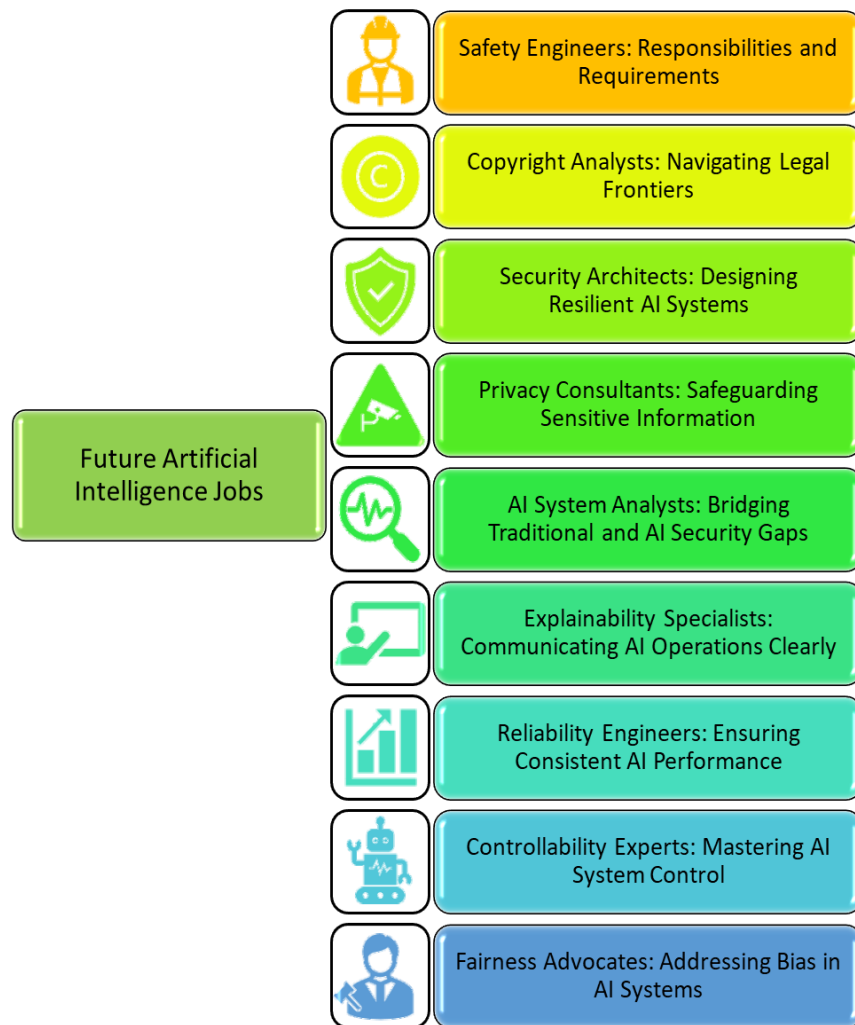 Safety Engineers: Responsibilities and
Requirements
C
Copyright Analysts: Navigating Legal
Frontiers
Security Architects: Designing
Resilient AI Systems
Privacy Consultants: Safeguarding
Sensitive Information
Future Artificial
Intelligence Jobs
AI System Analysts: Bridging
Traditional and AI Security Gaps
Explainability Specialists:
Communicating AI Operations Clearly
Reliability Engineers: Ensuring
Consistent AI Performance
Controllability Experts: Mastering AI
System Control
Fairness Advocates: Addressing Bias in
AI Systems